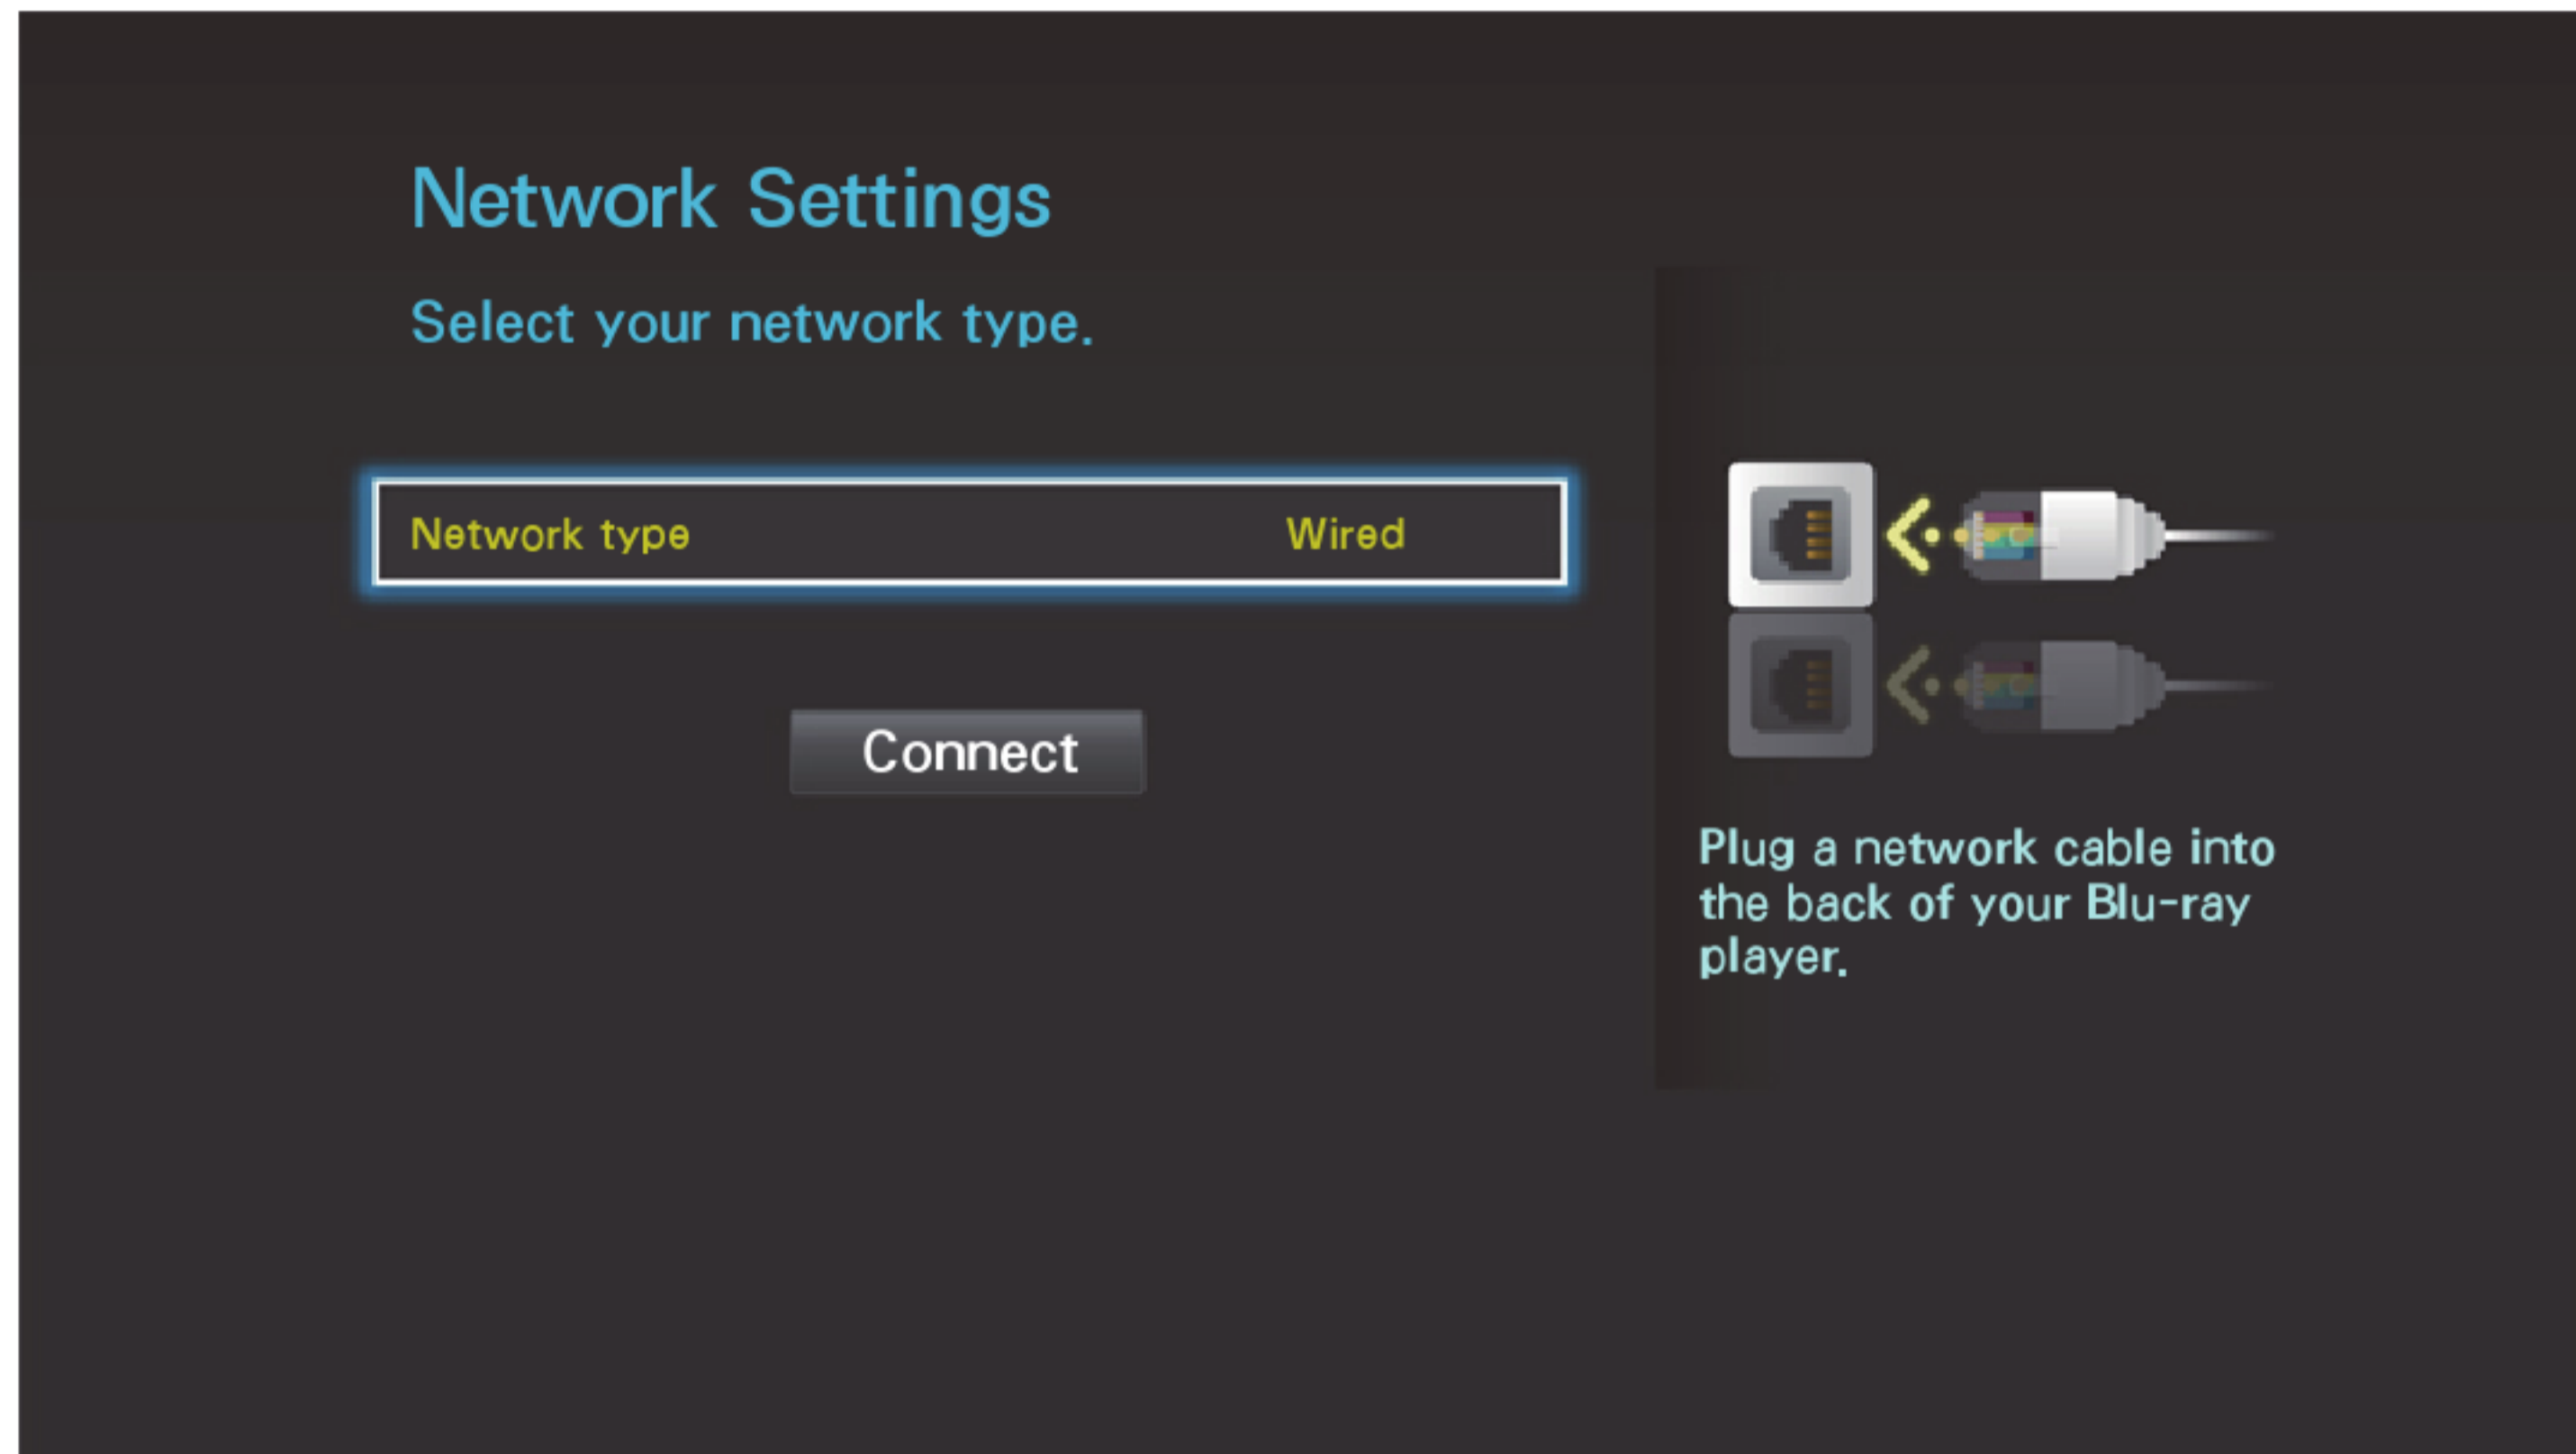 Network Settings
Select your network type.
Network type Wired
Connect
Plug a network cable into
the back of your Blu-ray
player.